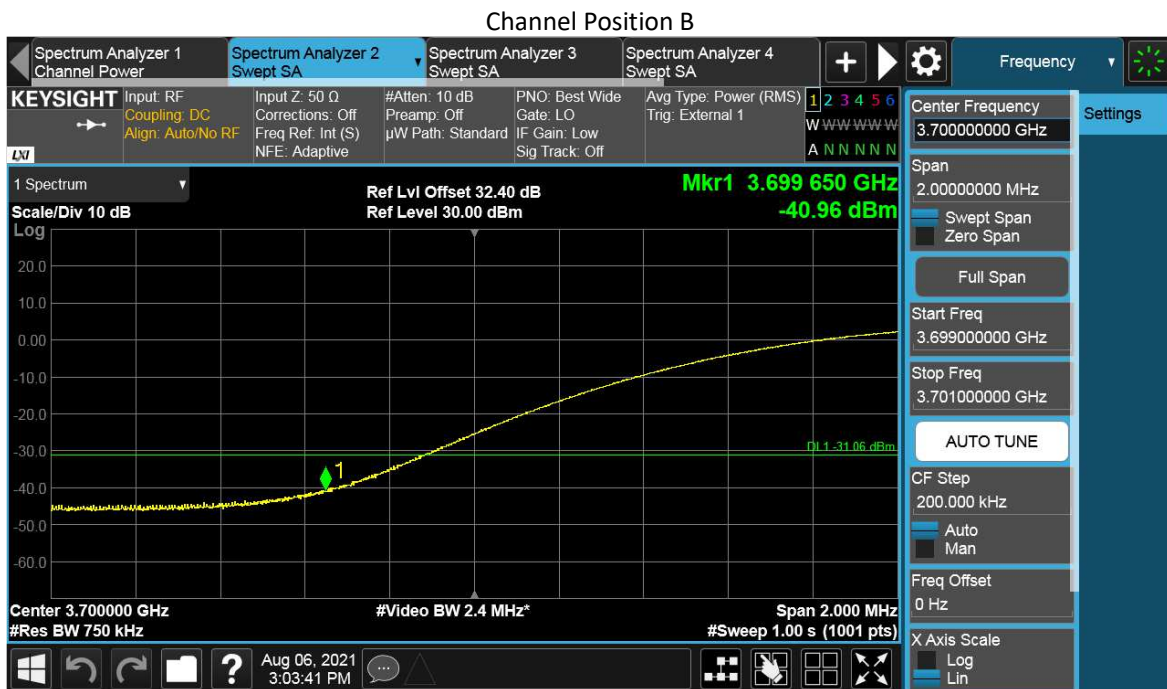 Channel Position B
Spectrum Analyzer 1
Channel Power
Spectrum Analyzer 2
Swept SA
Spectrum Analyzer 3
Swept SA
Spectrum Analyzer 4
Swept SA
Frequency
KEYSIGHT
LXI
Input: RF
Coupling: DC
Align: Auto/No RF
Input Z: 50 Ω
Corrections: Off
Freq Ref: Int (S)
NFE: Adaptive
#Atten: 10 dB
Preamp: Off
µW Path: Standard
PNO: Best Wide
Gate: LO
IF Gain: Low
Sig Track: Off
Avg Type: Power (RMS)
Trig: External 1
1 2 3 4 5 6
W W W W W W
A N N N N N
1 Spectrum
Scale/Div 10 dB
Log
Ref Lvl Offset 32.40 dB
Ref Level 30.00 dBm
Mkr1 3.699 650 GHz
-40.96 dBm
20.0
10.0
0.00
-10.0
-20.0
-30.0
-40.0
-50.0
-60.0
DL1 -31.06 dBm
1
Center 3.700000 GHz
#Res BW 750 kHz
#Video BW 2.4 MHz*
Span 2.000 MHz
#Sweep 1.00 s (1001 pts)
Center Frequency
3.700000000 GHz
Span
2.00000000 MHz
Swept Span
Zero Span
Full Span
Start Freq
3.699000000 GHz
Stop Freq
3.701000000 GHz
AUTO TUNE
CF Step
200.000 kHz
Auto
Man
Freq Offset
0 Hz
X Axis Scale
Log
Lin
Settings
?
Aug 06, 2021
3:03:41 PM